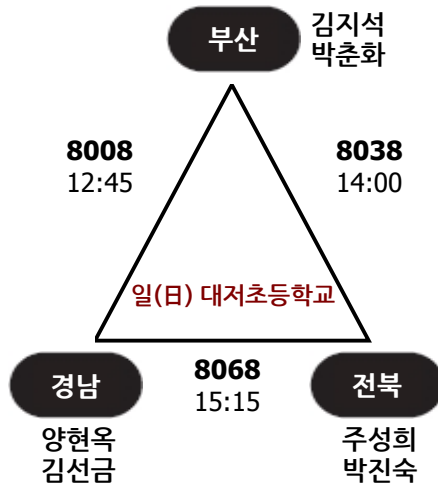 부산
김지석
박춘화
8008
12:45
8038
14:00
일(日) 대저초등학교
경남
8068
15:15
전북
양현옥
김선금
주성희
박진숙